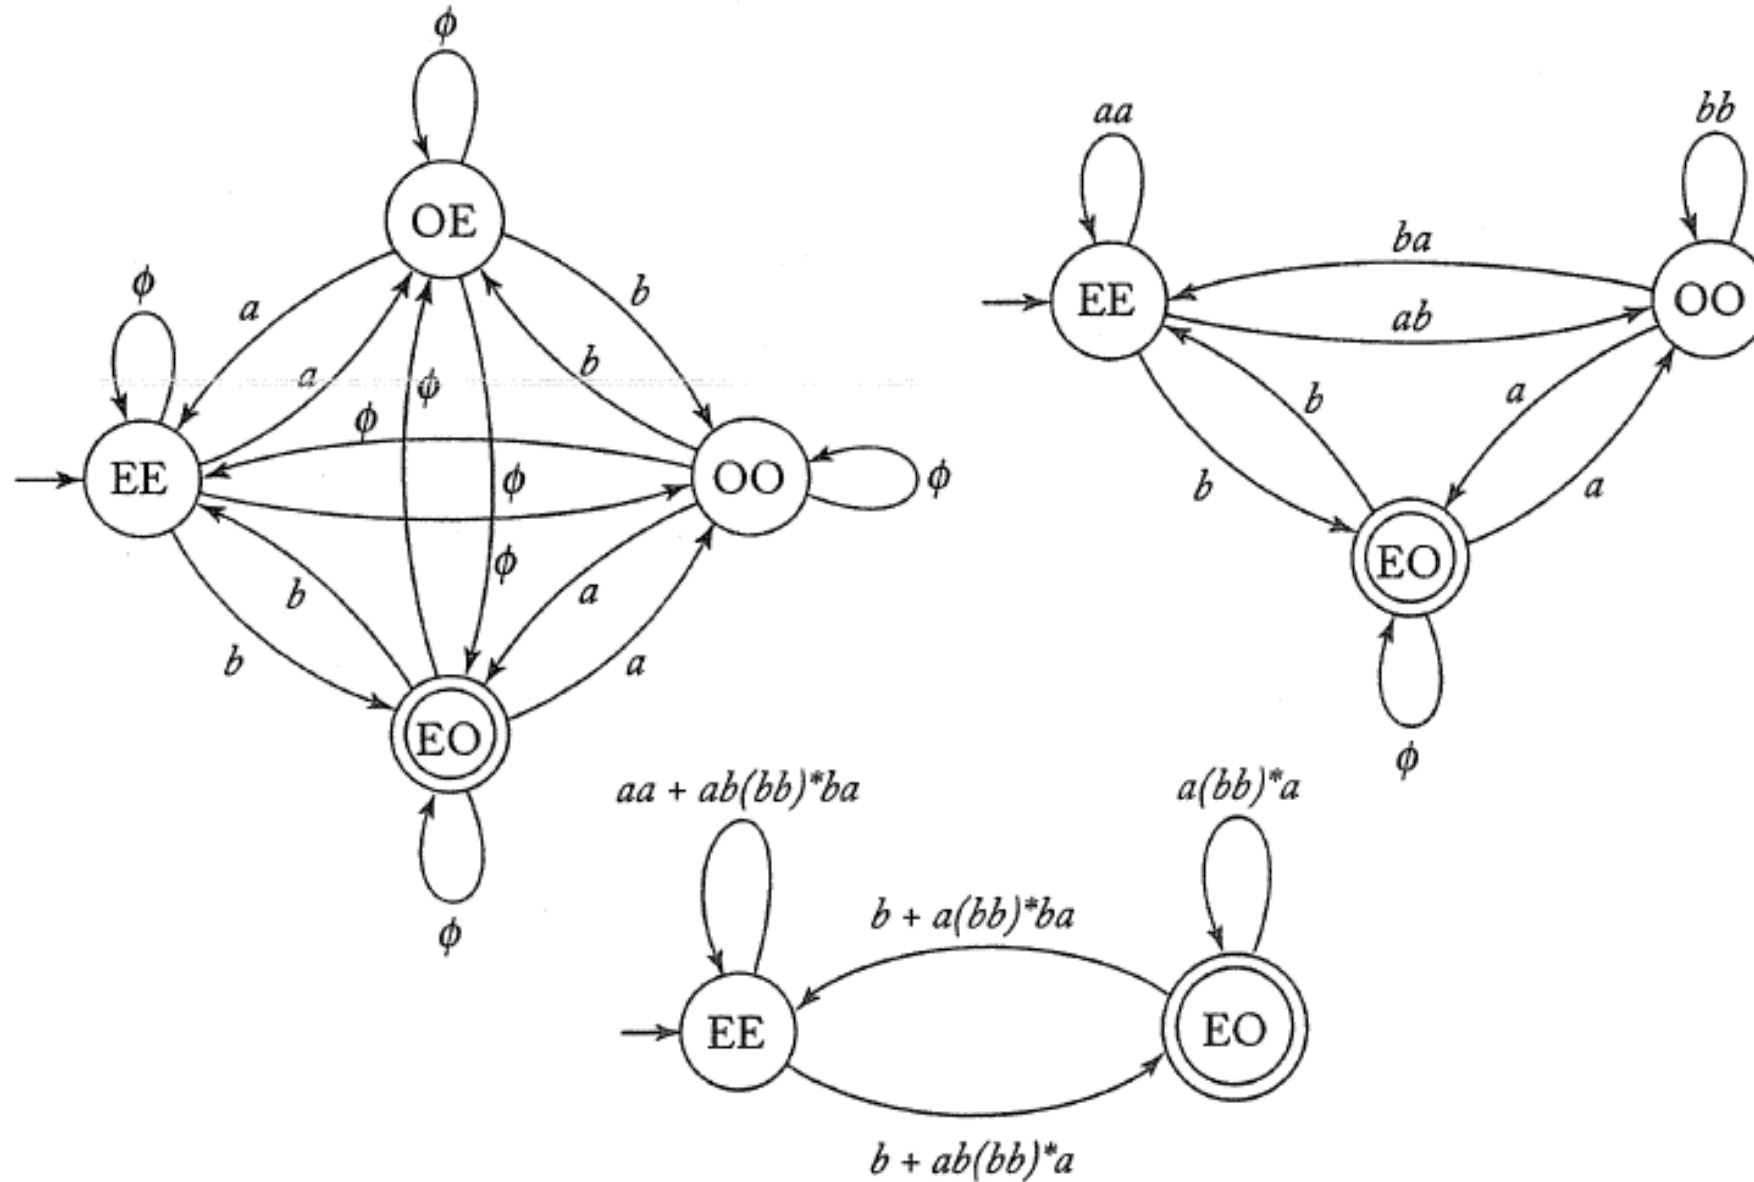 ϕ
OE
ϕ
a
b
a
b
ϕ
ϕ
EE
OO
ϕ
ϕ
ϕ
b
a
b
a
EO
ϕ
aa
bb
ba
EE
OO
ab
b
a
b
a
EO
ϕ
aa + ab(bb)*ba
a(bb)*a
b + a(bb)*ba
EE
EO
b + ab(bb)*a